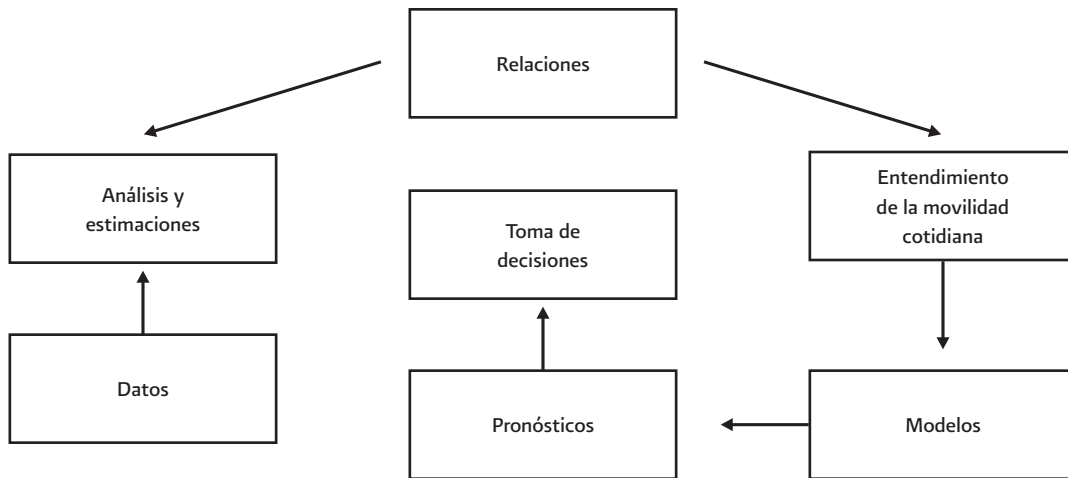 Relaciones
Análisis y
estimaciones
Toma de
decisiones
Entendimiento
de la movilidad
cotidiana
Datos
Pronósticos
Modelos